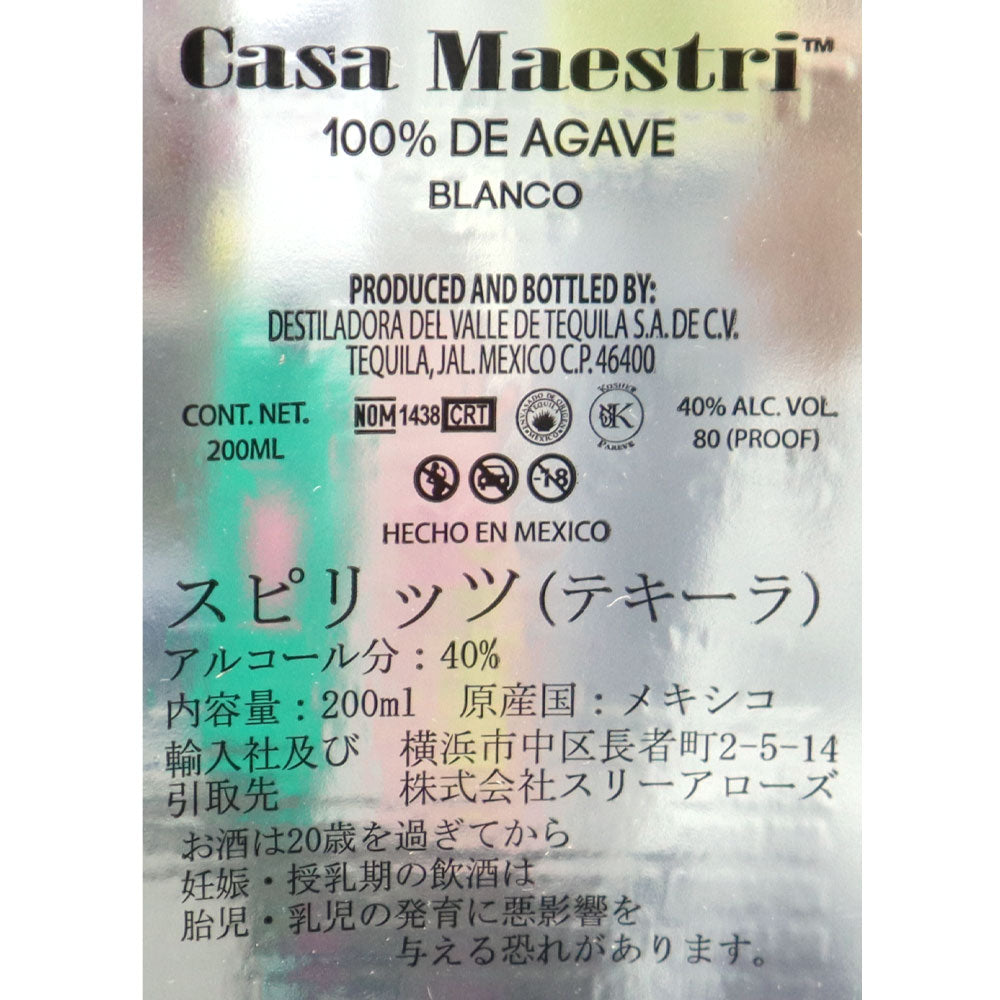 Casa Maestri™
100% DE AGAVE
BLANCO
PRODUCED AND BOTTLED BY:
DESTILADORA DEL VALLE DE TEQUILA S.A. DE C.V.
TEQUILA, JAL. MEXICO C.P. 46400
CONT. NET.
200ML
NOM 1438 CRT
KOSHER
K
PAREVE
40% ALC. VOL.
80 (PROOF)
-18
HECHO EN MEXICO
スピリッツ(テキーラ)
アルコール分:40%
内容量:200ml 原産国:メキシコ
輸入社及び 横浜市中区長者町2-5-14
引取先 株式会社スリーアローズ
お酒は20歳を過ぎてから
妊娠・授乳期の飲酒は
胎児・乳児の発育に悪影響を
与える恐れがあります。